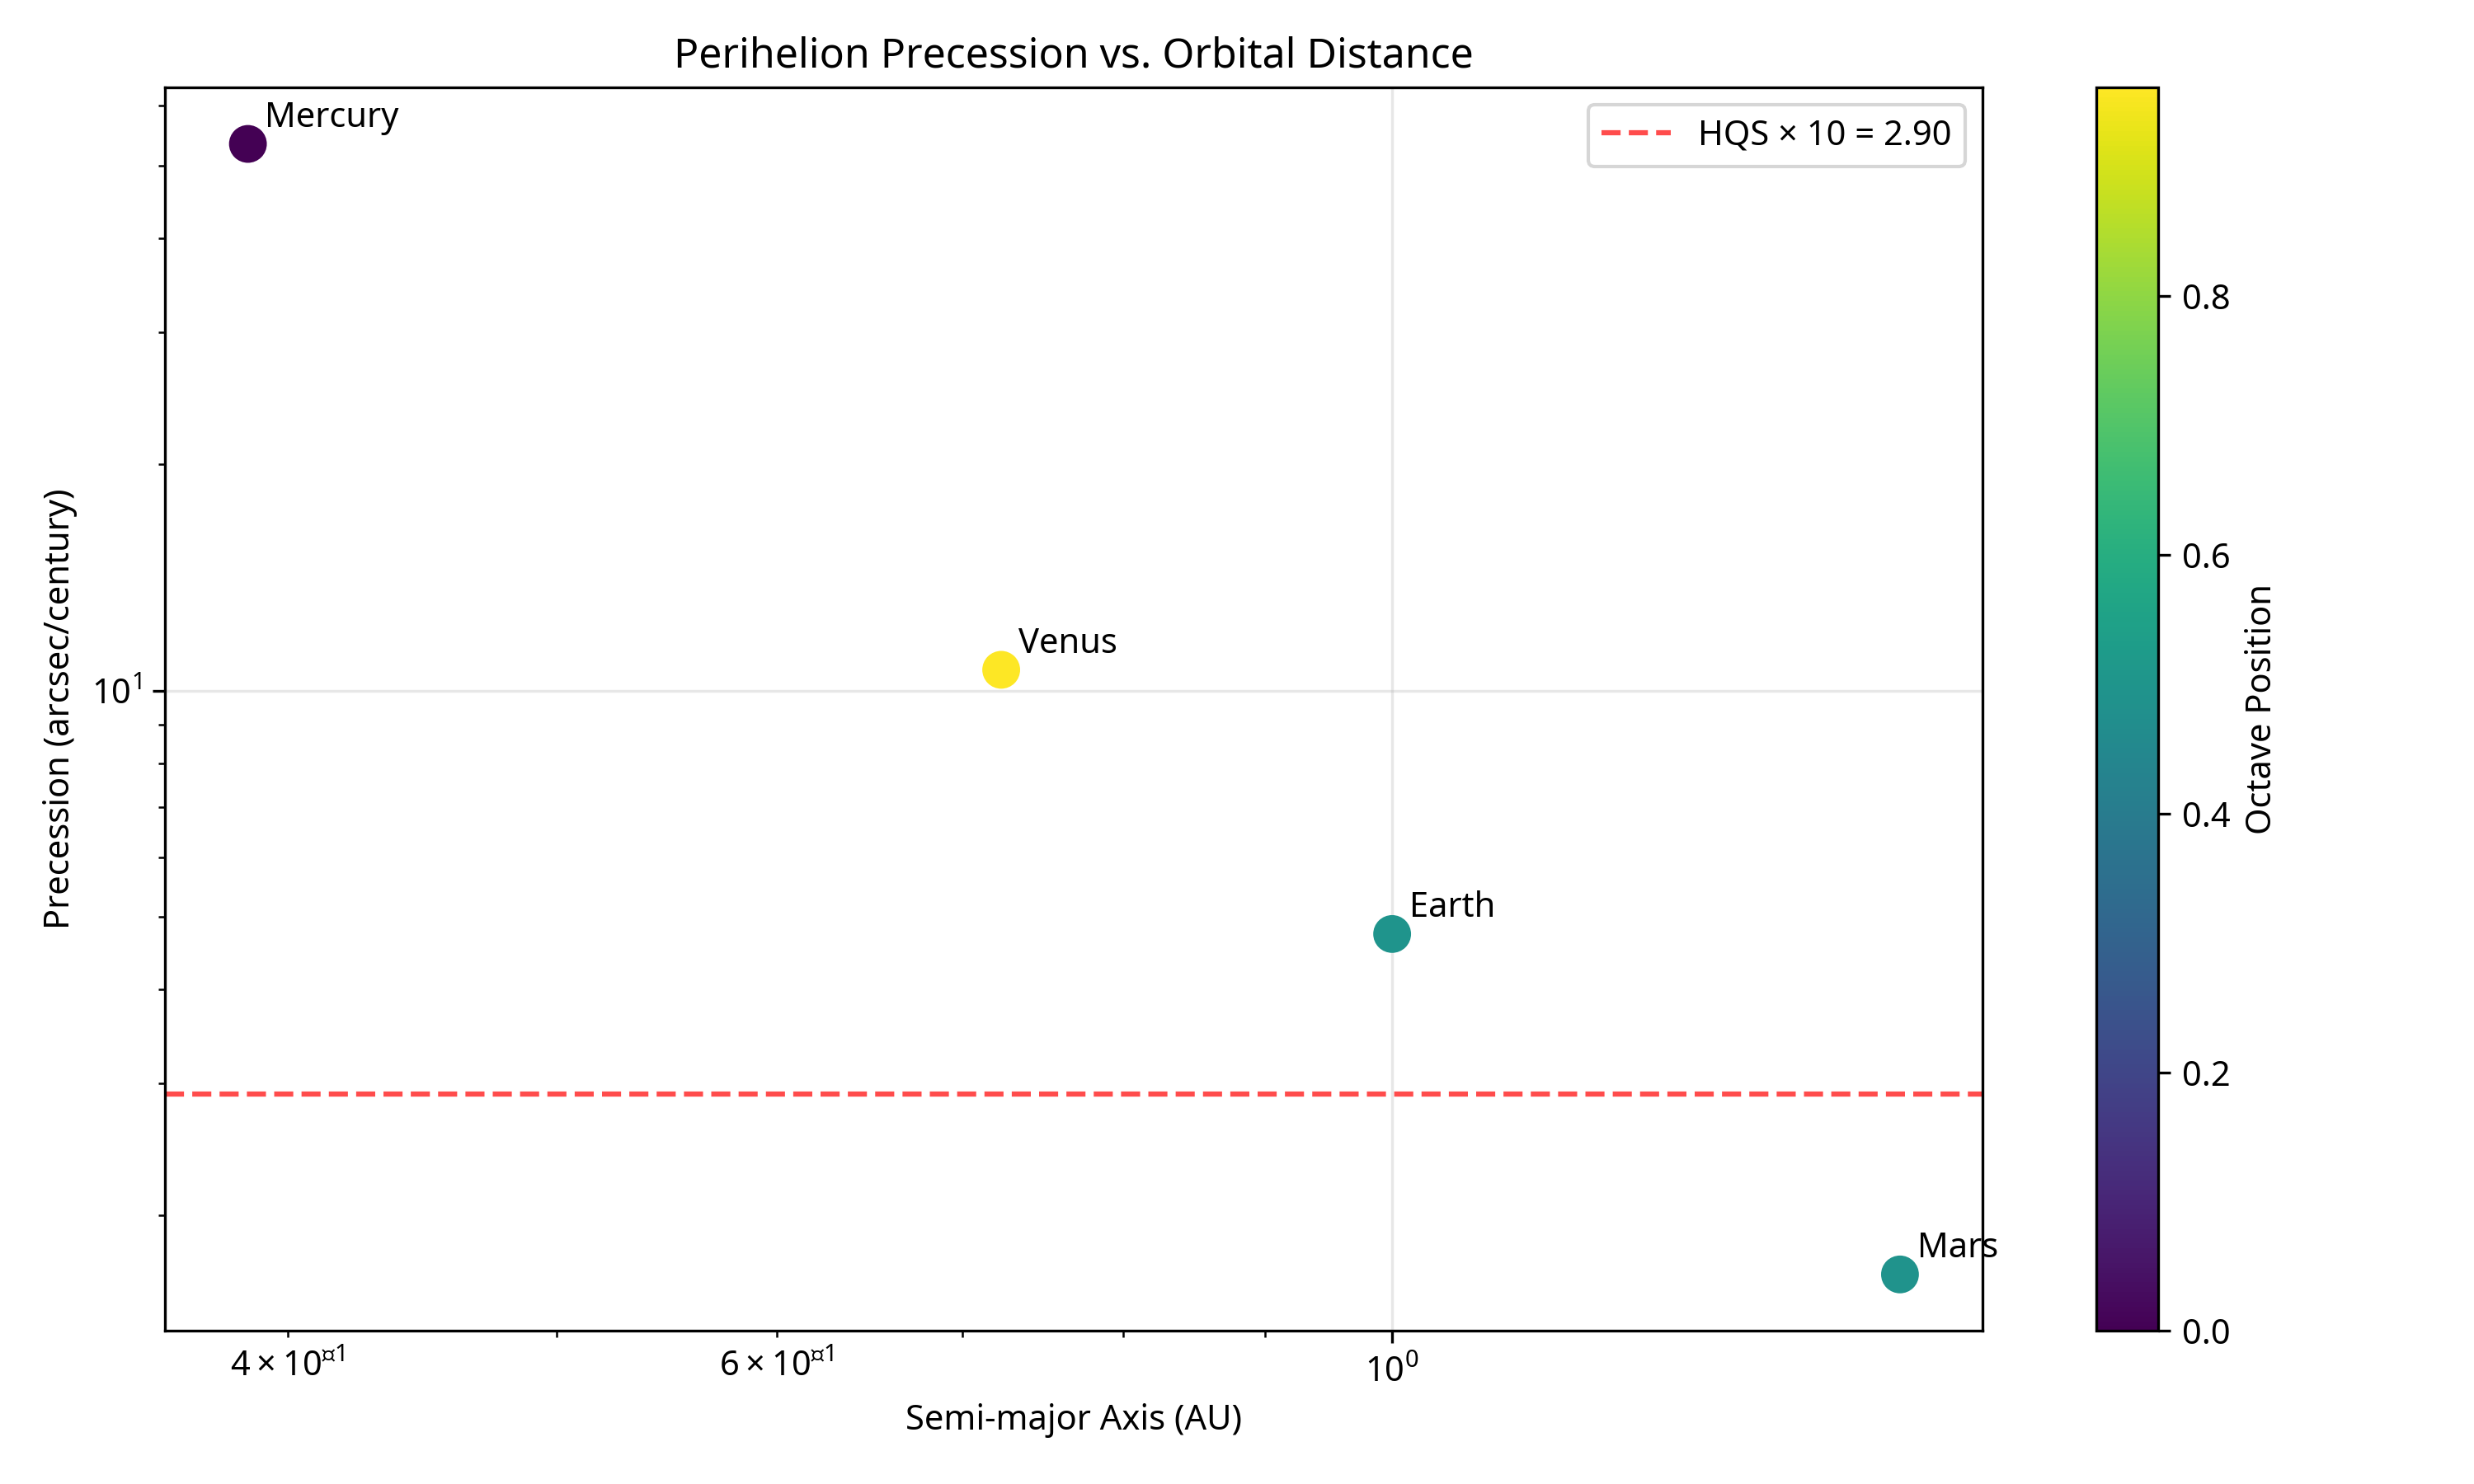 Perihelion Precession vs. Orbital Distance
Mercury
HQS × 10 = 2.90
Venus
Earth
Mars
Precession (arcsec/century)
10¹
4 × 10¤1
6 × 10¤1
10⁰
Semi-major Axis (AU)
0.8
0.6
0.4
0.2
0.0
Octave Position